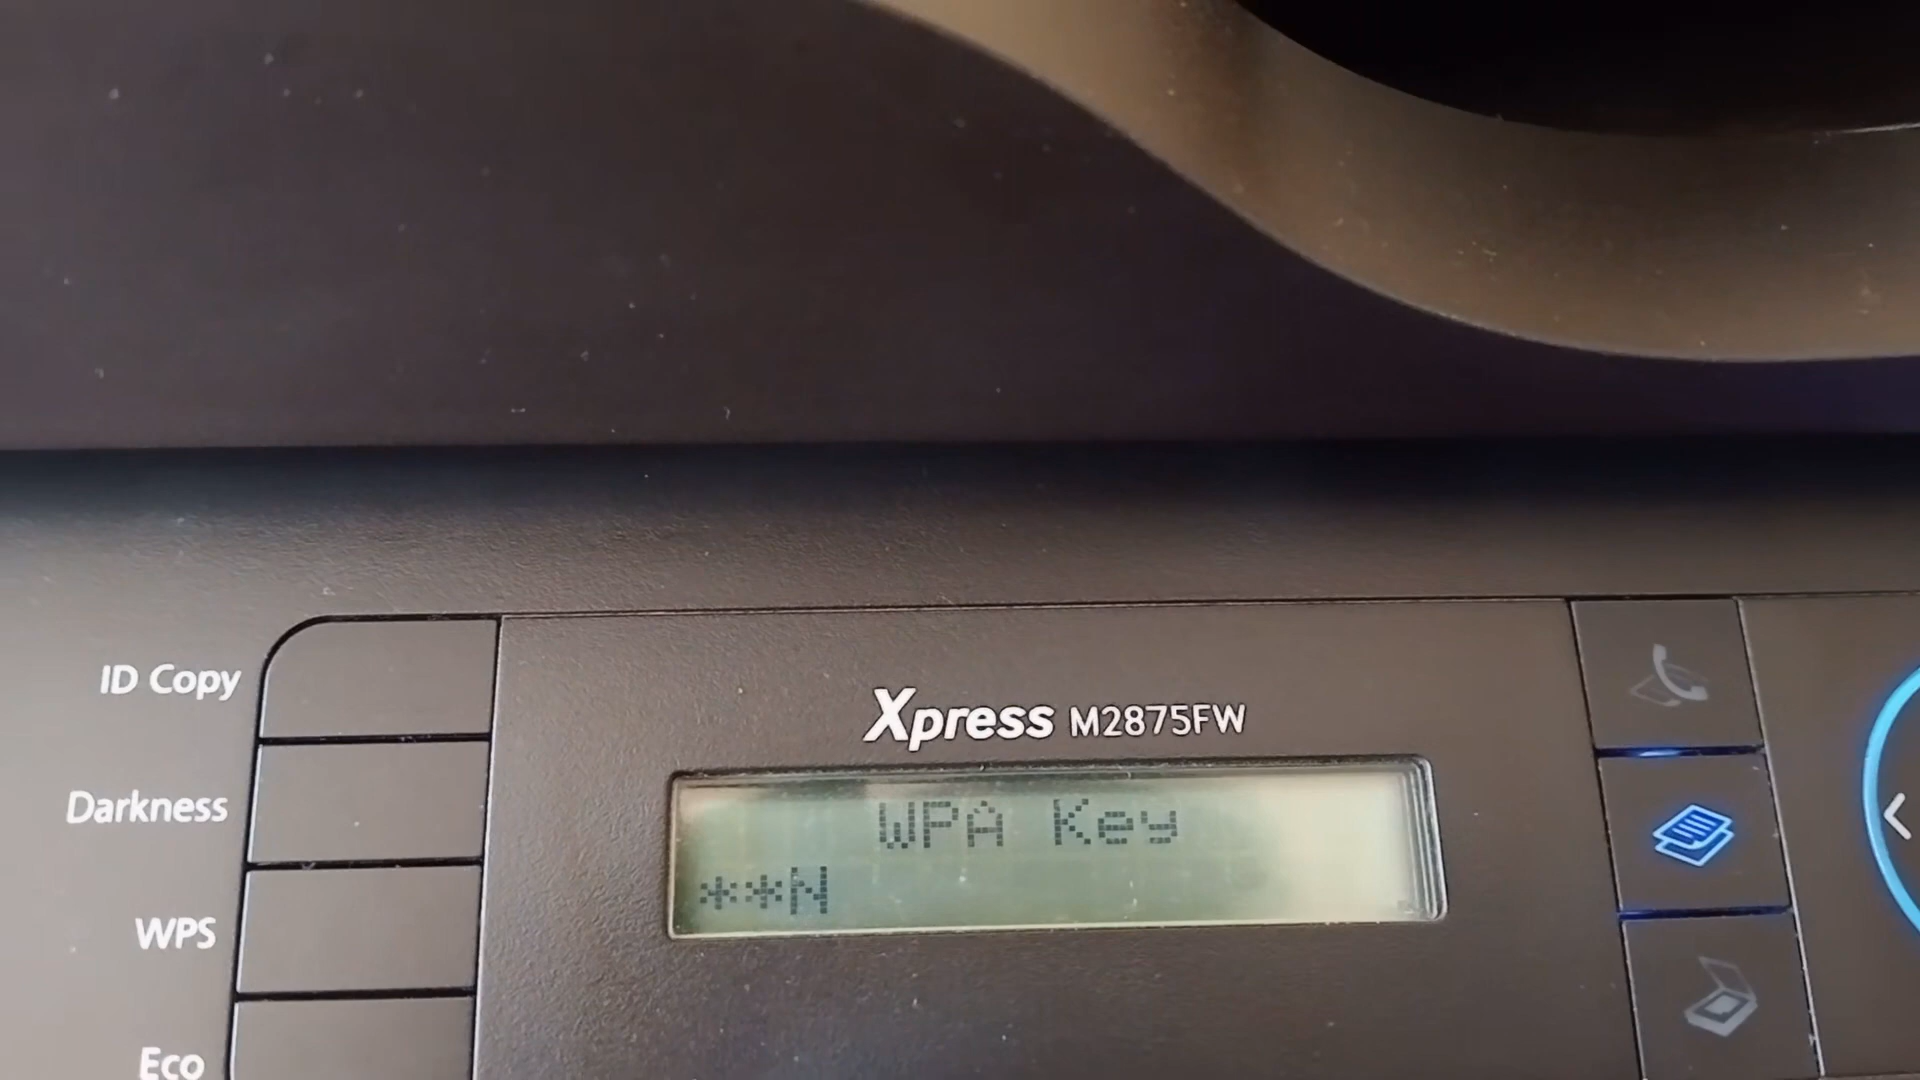 ID Copy
Darkness
WPS
Eco
Xpress M2875FW
WPA Key
**N